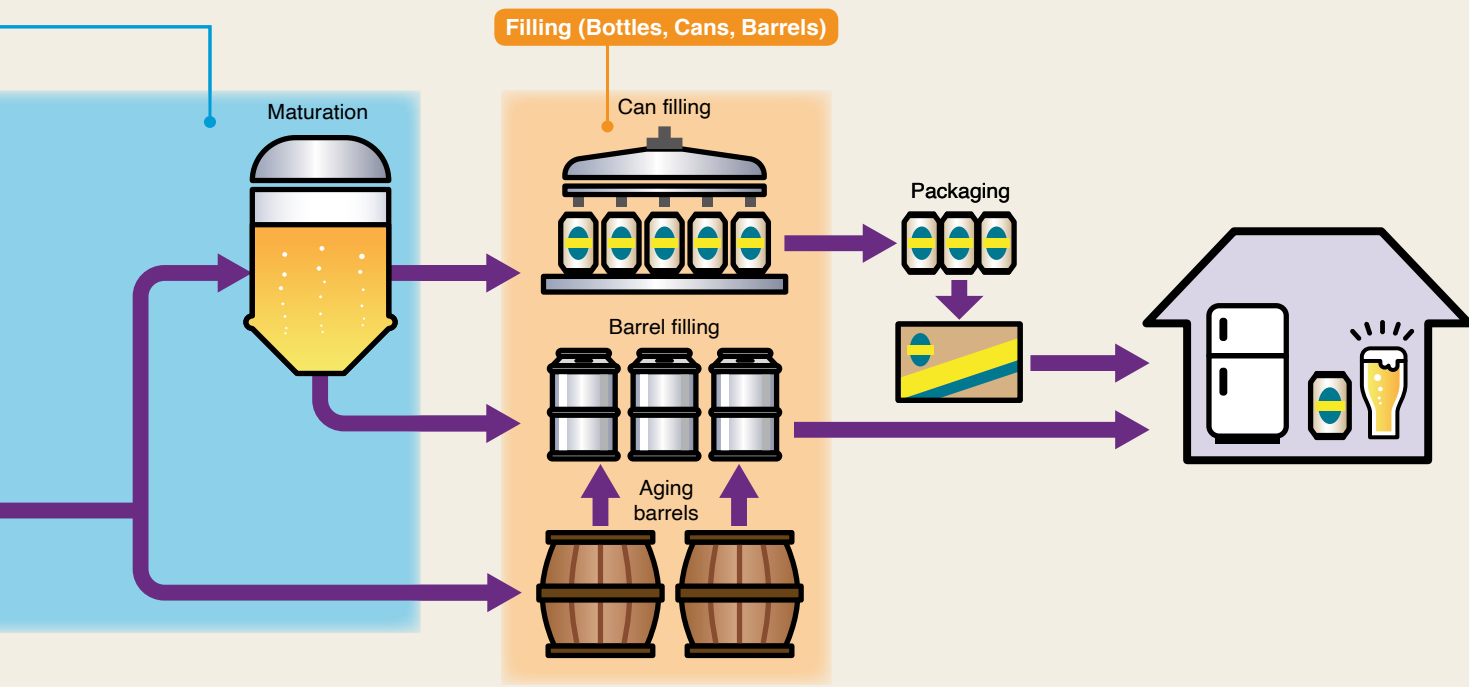 Filling (Bottles, Cans, Barrels)
Maturation
Can filling
Packaging
Barrel filling
Aging
barrels